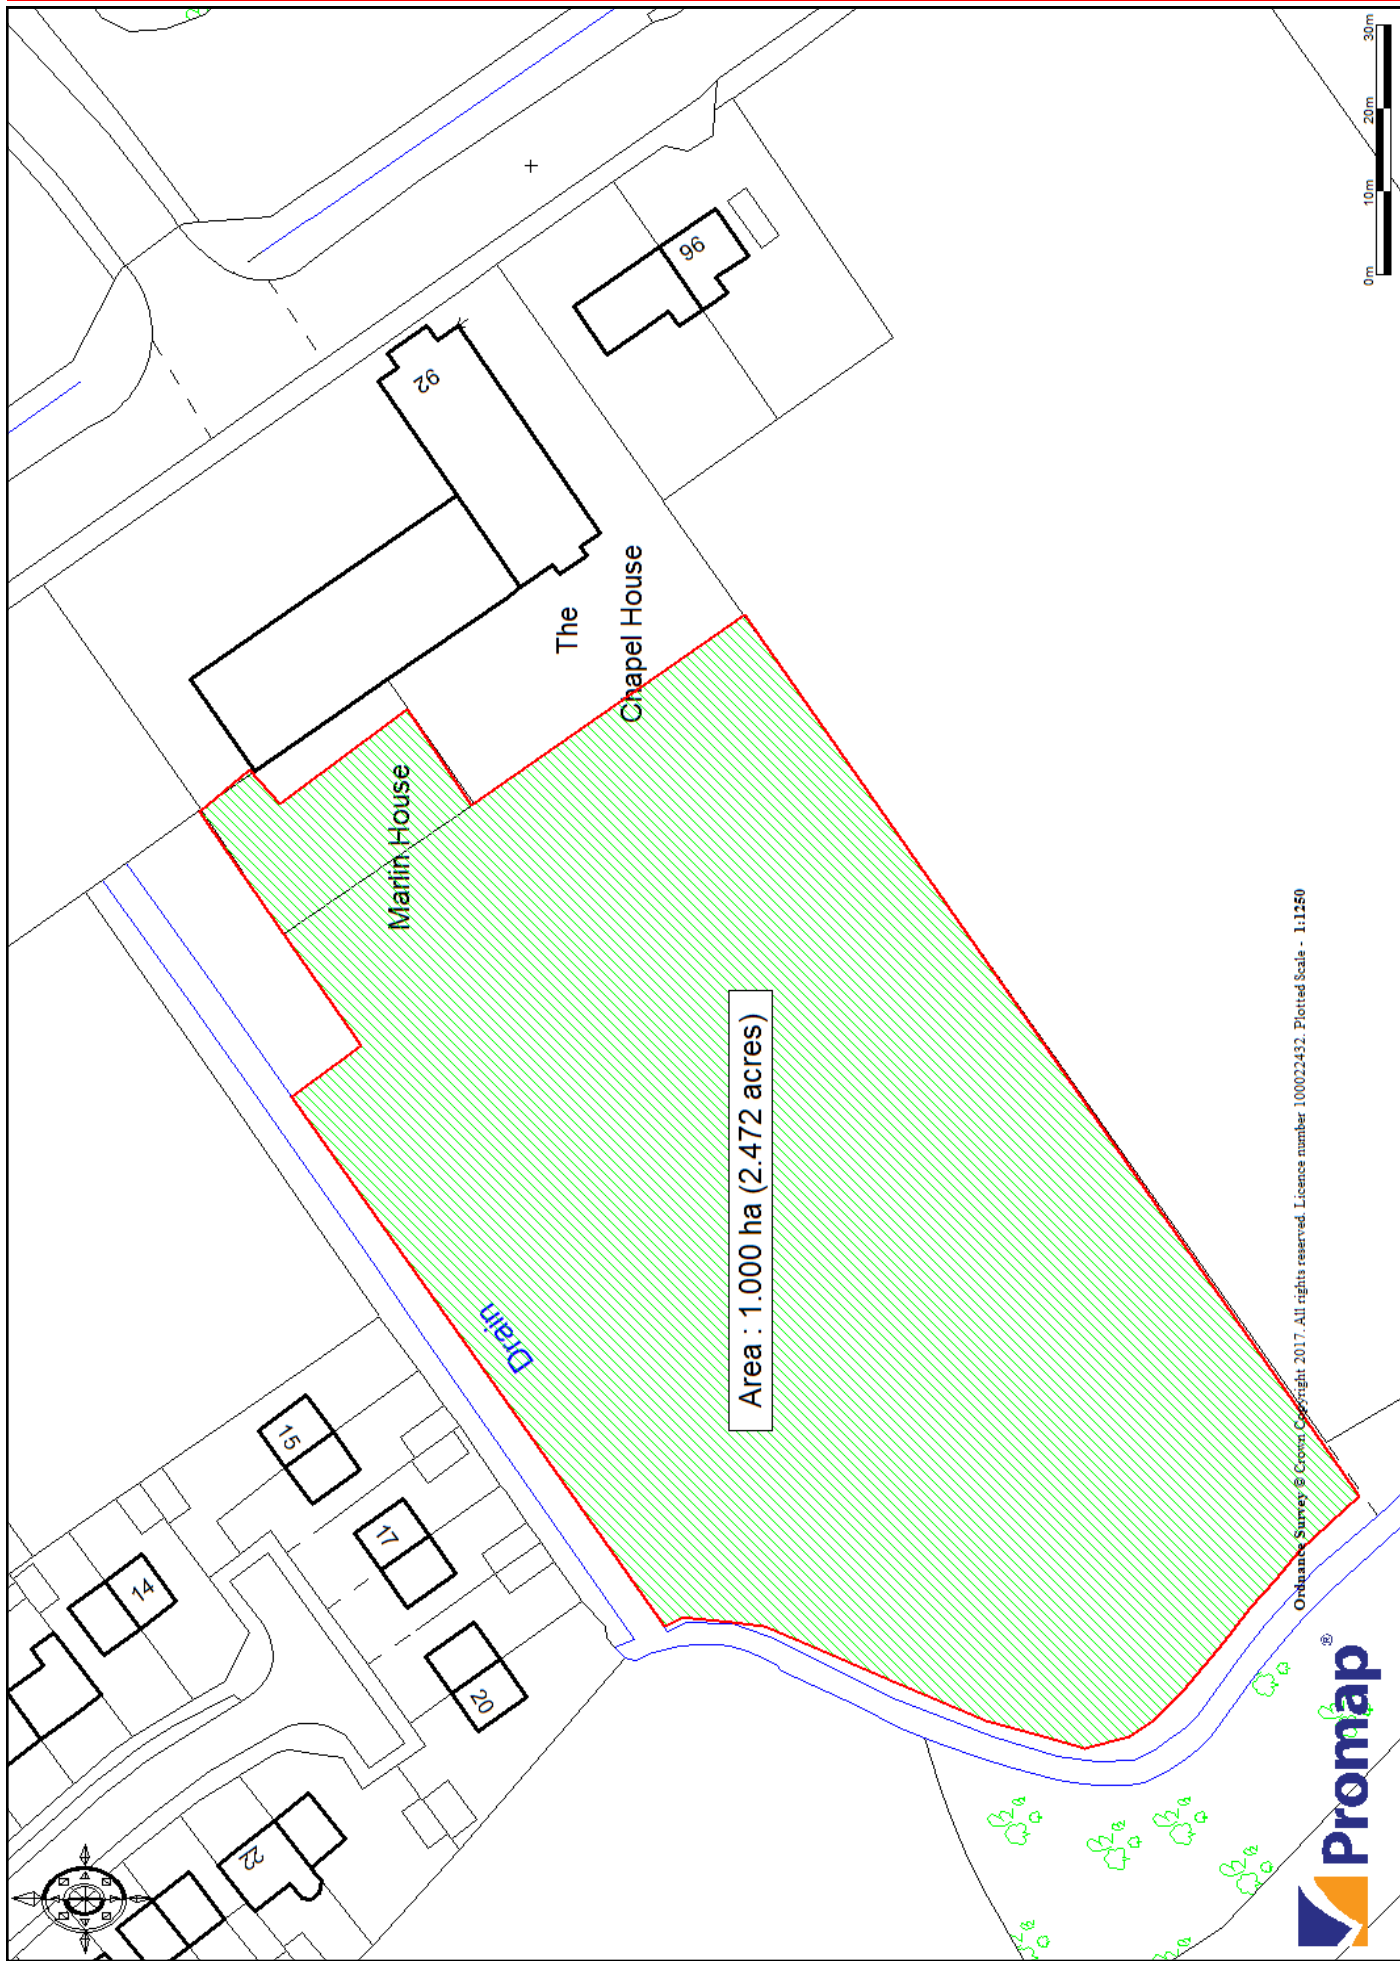 0m 10m 20m 30m
96
92
The
Chapel House
Marlin House
Area : 1.000 ha (2.472 acres)
Drain
15
17
14
20
22
Ordnance Survey © Crown Copyright 2017. All rights reserved. Licence number 100022432. Plotted Scale - 1:1250
Promap®